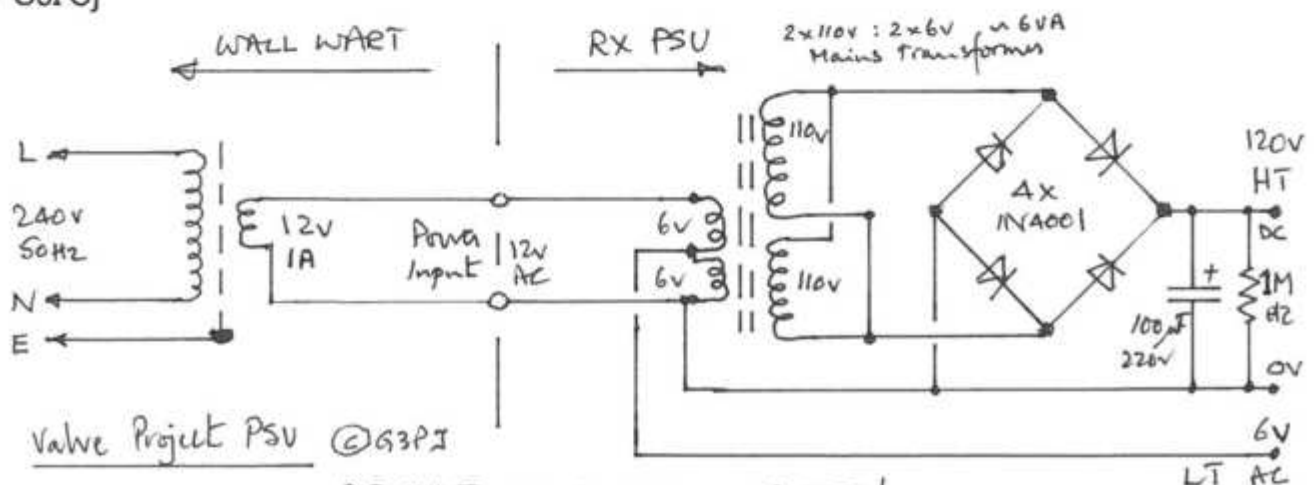 WALL WART
RX PSU
2x110v : 2x6v ~ 6VA
Mains Transformer
L
240v
50Hz
N
E
12v
1A
Power
Input
12v
AC
6v
6v
110v
110v
4x
1N4001
120v
HT
DC
+
100µF
220v
1M
0V
6V
LT AC
Valve Project PSU ©G3PJ